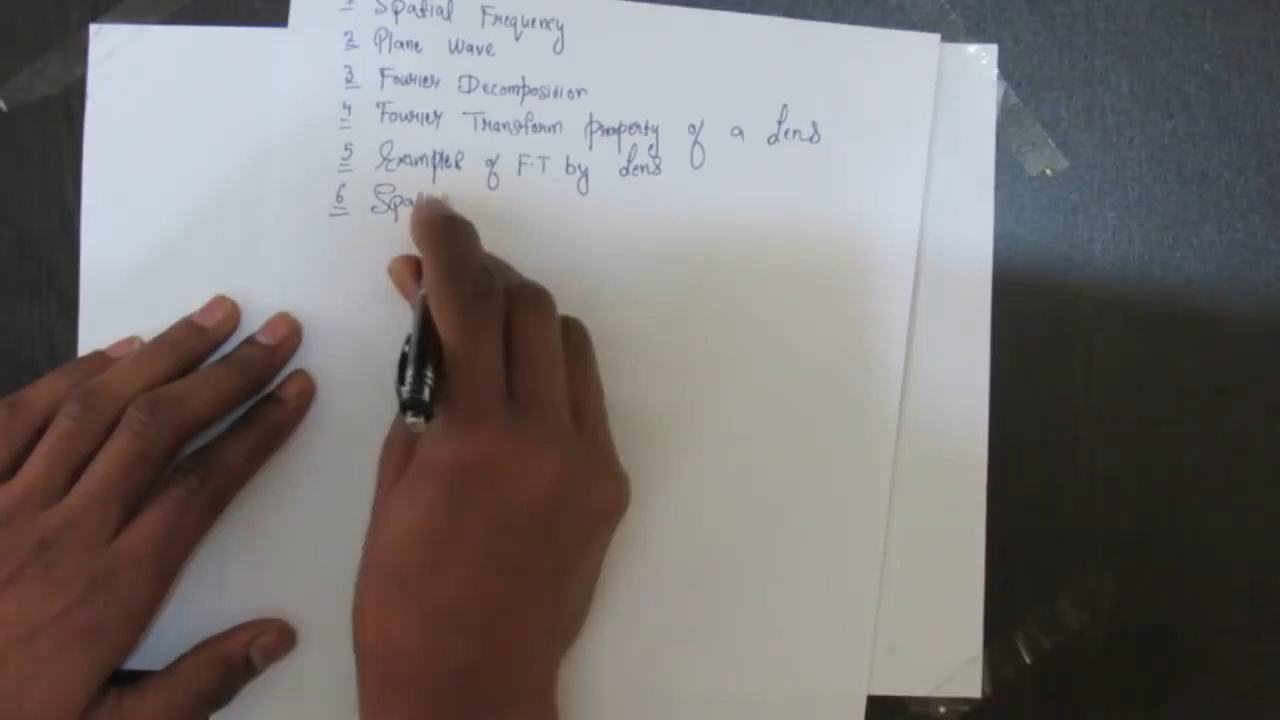 1 Spatial Frequency
2 Plane Wave
3 Fourier Decomposition
4 Fourier Transform property of a Lens
5 Examples of F.T by Lens
6 Spa